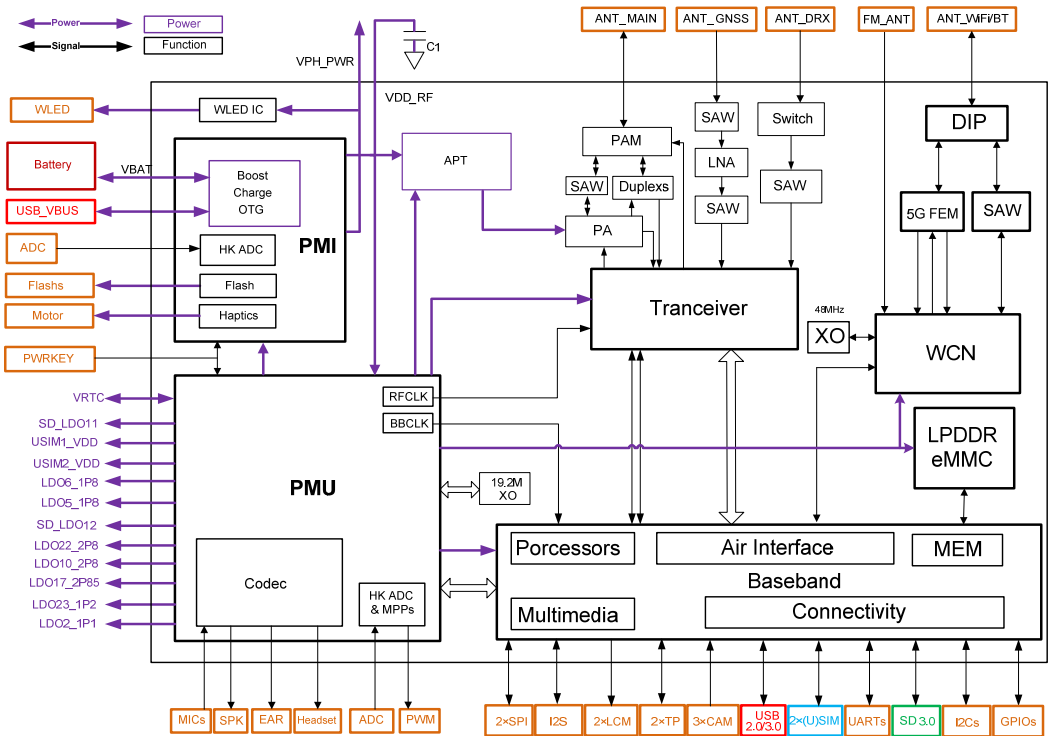 Power
Power
Signal
Function
C1
VPH_PWR
VDD_RF
ANT_MAIN
ANT_GNSS
ANT_DRX
FM_ANT
ANT_WiFi/BT
WLED
WLED IC
Battery
VBAT
USB_VBUS
Boost
Charge
OTG
PMI
ADC
HK ADC
Flashs
Flash
Motor
Haptics
PWRKEY
APT
PAM
SAW
Duplexs
PA
SAW
LNA
SAW
Switch
SAW
DIP
5G FEM
SAW
Tranceiver
48MHz
XO
WCN
LPDDR
eMMC
VRTC
SD_LDO11
USIM1_VDD
USIM2_VDD
LDO6_1P8
LDO5_1P8
SD_LDO12
LDO22_2P8
LDO10_2P8
LDO17_2P85
LDO23_1P2
LDO2_1P1
RFCLK
BBCLK
PMU
19.2M
XO
Codec
HK ADC
& MPPs
Porcessors
Air Interface
MEM
Baseband
Multimedia
Connectivity
MICs
SPK
EAR
Headset
ADC
PWM
2×SPI
I2S
2×LCM
2×TP
3×CAM
USB
2.0/3.0
2×(U)SIM
UARTs
SD 3.0
I2Cs
GPIOs